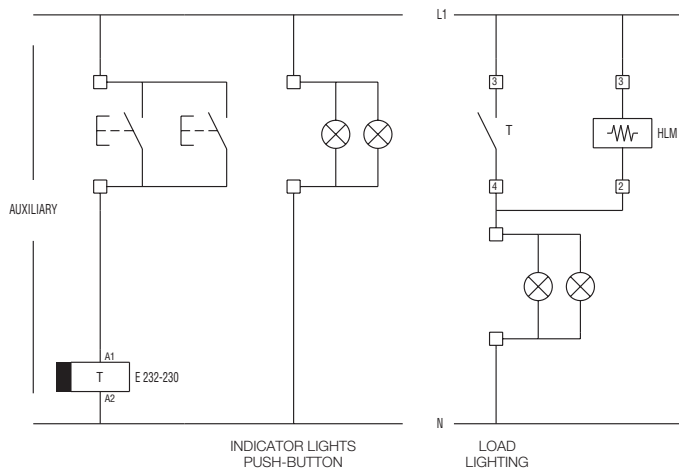 L1
3
3
T
HLM
4
2
AUXILIARY
A1
T
E 232-230
A2
N
INDICATOR LIGHTS
PUSH-BUTTON
LOAD
LIGHTING